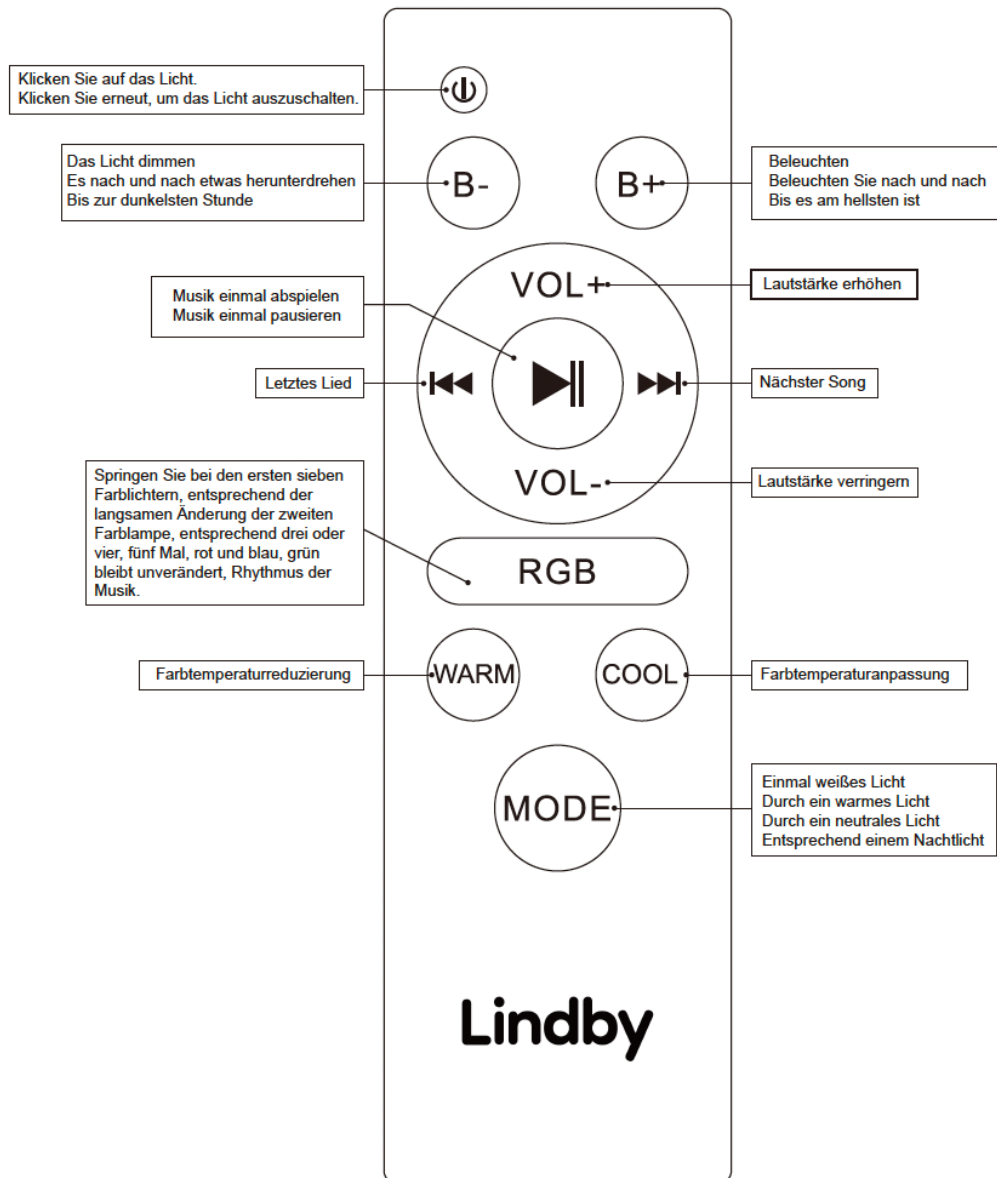 Klicken Sie auf das Licht.
Klicken Sie erneut, um das Licht auszuschalten.
Das Licht dimmen
Es nach und nach etwas herunterdrehen
Bis zur dunkelsten Stunde
B-
B+
Beleuchten
Beleuchten Sie nach und nach
Bis es am hellsten ist
VOL+
Lautstärke erhöhen
Musik einmal abspielen
Musik einmal pausieren
Letztes Lied
Nächster Song
VOL-
Lautstärke verringern
Springen Sie bei den ersten sieben
Farblichtern, entsprechend der
langsamen Änderung der zweiten
Farblampe, entsprechend drei oder
vier, fünf Mal, rot und blau, grün
bleibt unverändert, Rhythmus der
Musik.
RGB
Farbtemperaturreduzierung
WARM
COOL
Farbtemperaturanpassung
MODE
Einmal weißes Licht
Durch ein warmes Licht
Durch ein neutrales Licht
Entsprechend einem Nachtlicht
Lindby